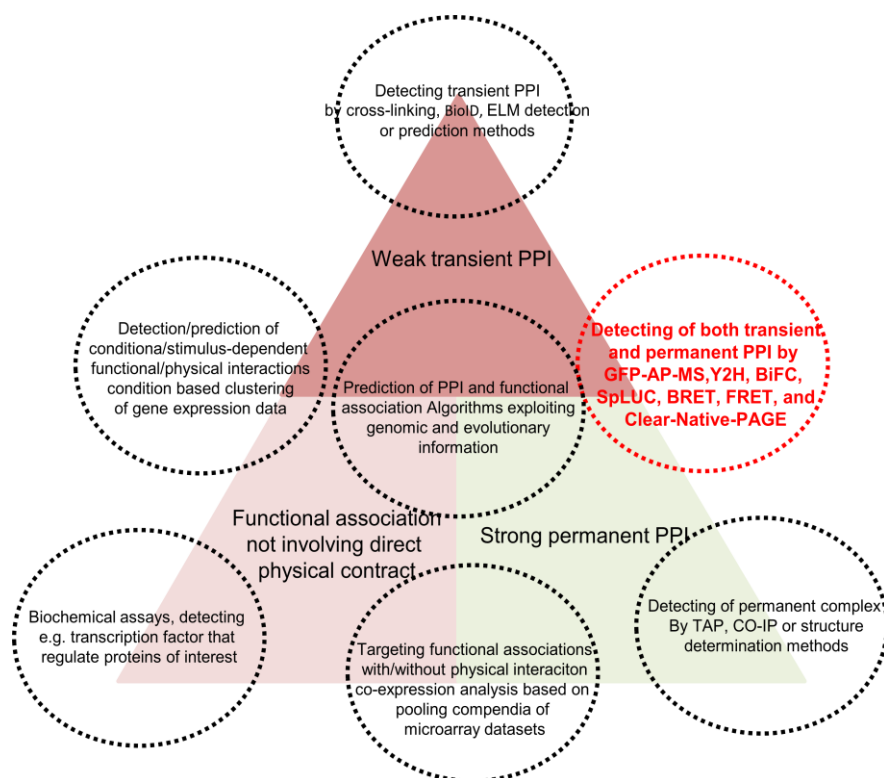 Detecting transient PPI
by cross-linking, BioID, ELM detection
or prediction methods
Weak transient PPI
Detection/prediction of
conditiona/stimulus-dependent
functional/physical interactions
condition based clustering
of gene expression data
Prediction of PPI and functional
association Algorithms exploiting
genomic and evolutionary
information
Detecting of both transient
and permanent PPI by
GFP-AP-MS,Y2H, BiFC,
SpLUC, BRET, FRET, and
Clear-Native-PAGE
Functional association
not involving direct
physical contract
Strong permanent PPI
Biochemical assays, detecting
e.g. transcription factor that
regulate proteins of interest
Targeting functional associations
with/without physical interaciton
co-expression analysis based on
pooling compendia of
microarray datasets
Detecting of permanent complexy
By TAP, CO-IP or structure
determination methods